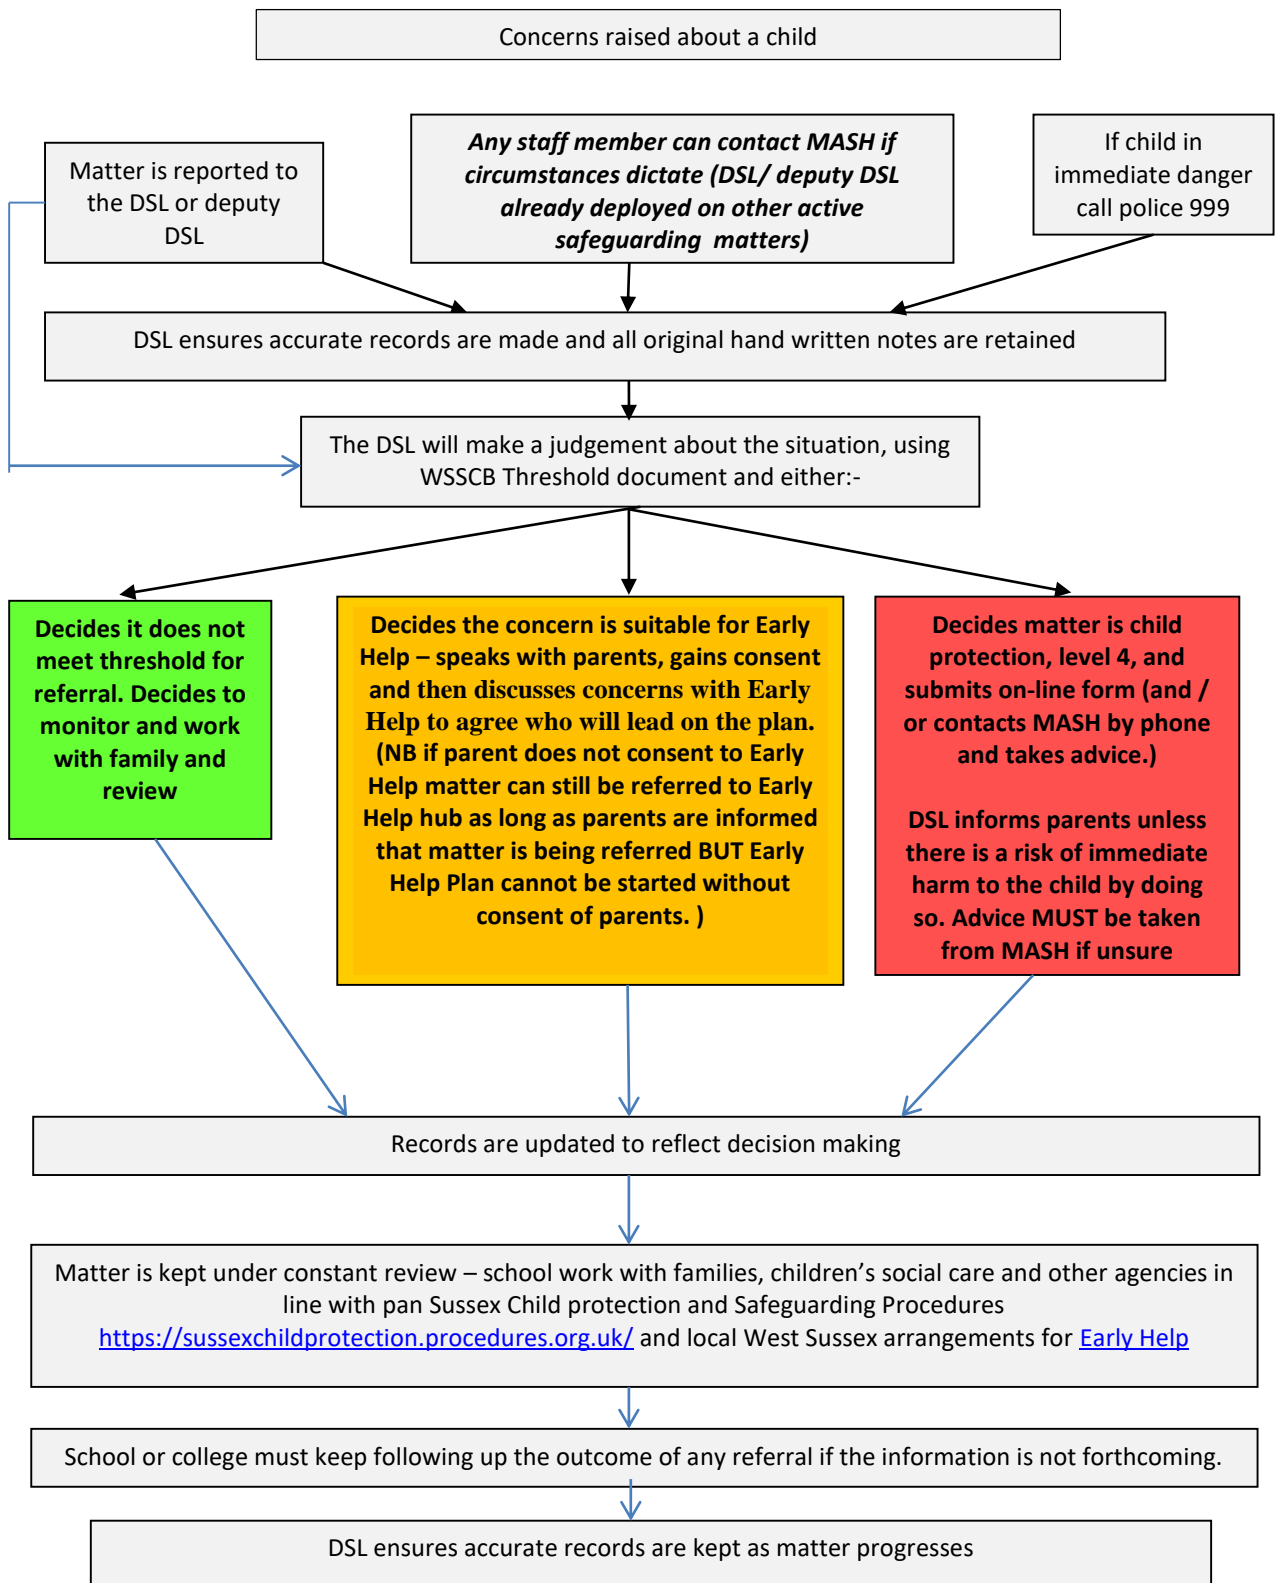 Concerns raised about a child
Matter is reported to
the DSL or deputy
DSL
Any staff member can contact MASH if
circumstances dictate (DSL/ deputy DSL
already deployed on other active
safeguarding matters)
If child in
immediate danger
call police 999
DSL ensures accurate records are made and all original hand written notes are retained
The DSL will make a judgement about the situation, using
WSSCB Threshold document and either:-
Decides it does not
meet threshold for
referral. Decides to
monitor and work
with family and
review
Decides the concern is suitable for Early
Help – speaks with parents, gains consent
and then discusses concerns with Early
Help to agree who will lead on the plan.
(NB if parent does not consent to Early
Help matter can still be referred to Early
Help hub as long as parents are informed
that matter is being referred BUT Early
Help Plan cannot be started without
consent of parents. )
Decides matter is child
protection, level 4, and
submits on-line form (and /
or contacts MASH by phone
and takes advice.)
DSL informs parents unless
there is a risk of immediate
harm to the child by doing
so. Advice MUST be taken
from MASH if unsure
Records are updated to reflect decision making
Matter is kept under constant review – school work with families, children’s social care and other agencies in
line with pan Sussex Child protection and Safeguarding Procedures
https://sussexchildprotection.procedures.org.uk/ and local West Sussex arrangements for Early Help
School or college must keep following up the outcome of any referral if the information is not forthcoming.
DSL ensures accurate records are kept as matter progresses